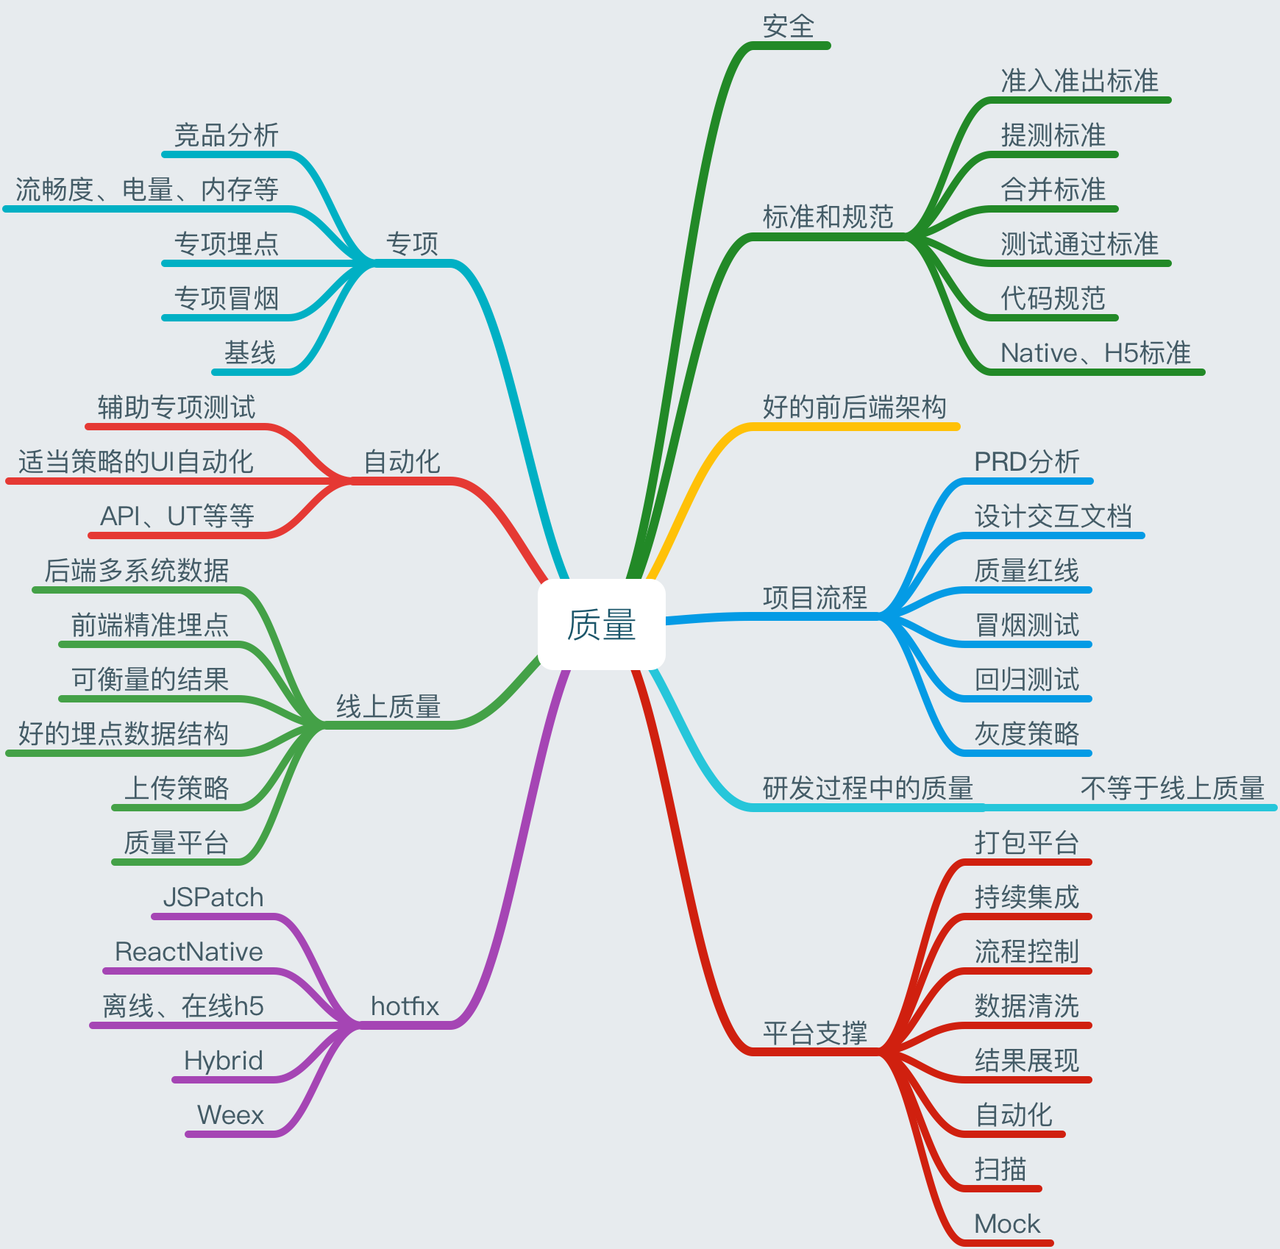 质量
安全
标准和规范
准入准出标准
提测标准
合并标准
测试通过标准
代码规范
Native、H5标准
好的前后端架构
项目流程
PRD分析
设计交互文档
质量红线
冒烟测试
回归测试
灰度策略
研发过程中的质量
不等于线上质量
平台支撑
打包平台
持续集成
流程控制
数据清洗
结果展现
自动化
扫描
Mock
专项
竞品分析
流畅度、电量、内存等
专项埋点
专项冒烟
基线
自动化
辅助专项测试
适当策略的UI自动化
API、UT等等
线上质量
后端多系统数据
前端精准埋点
可衡量的结果
好的埋点数据结构
上传策略
质量平台
hotfix
JSPatch
ReactNative
离线、在线h5
Hybrid
Weex